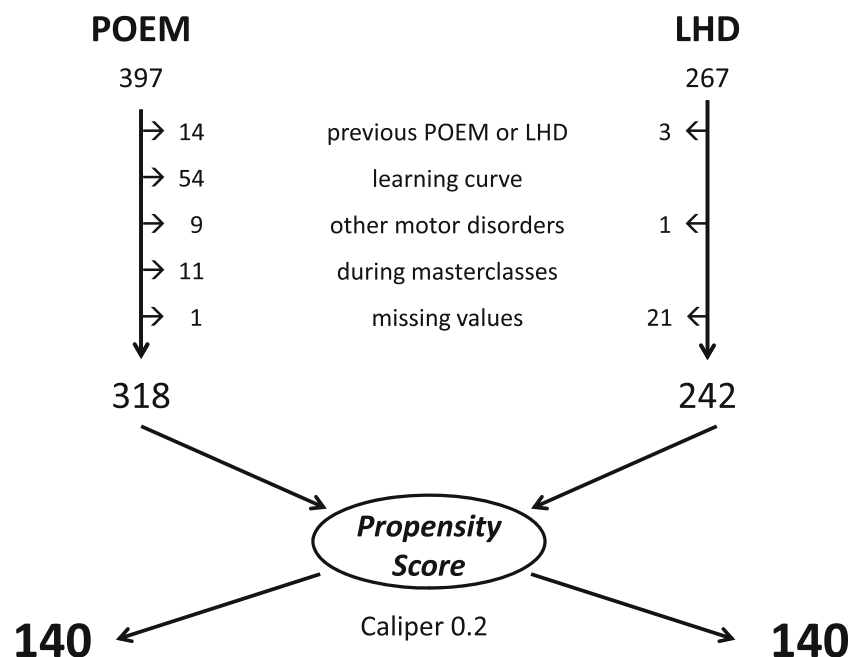 POEM LHD
397 267
14 previous POEM or LHD 3
54 learning curve
9 other motor disorders 1
11 during masterclasses
1 missing values 21
318 242
Propensity
Score
Caliper 0.2
140 140